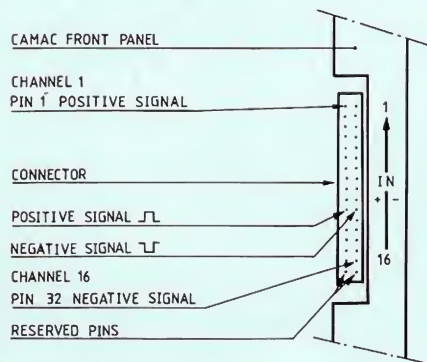 CAMAC FRONT PANEL
CHANNEL 1
PIN 1 POSITIVE SIGNAL
1
CONNECTOR
IN
+ -
POSITIVE SIGNAL
NEGATIVE SIGNAL
CHANNEL 16
16
PIN 32 NEGATIVE SIGNAL
RESERVED PINS